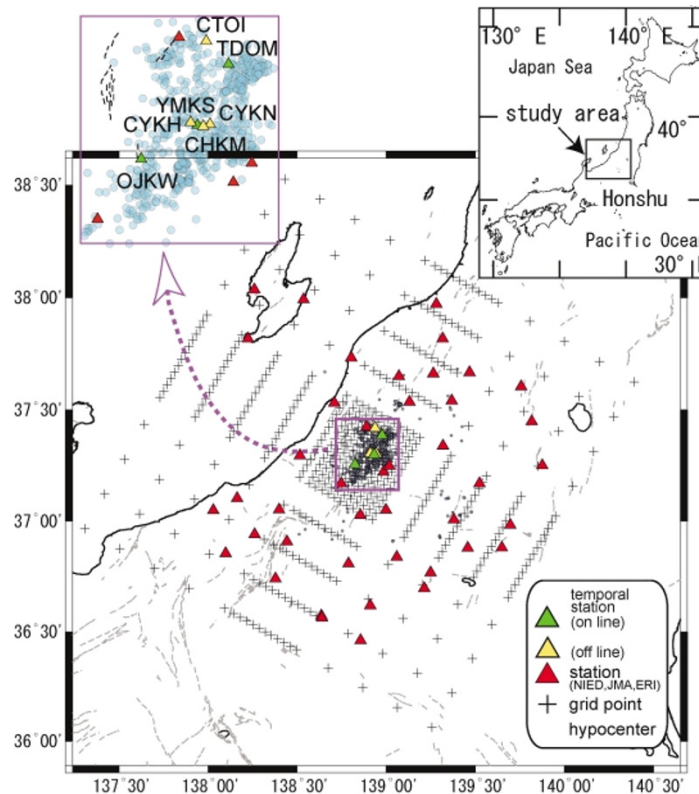 CTOI
TDOM
YMKS
CYKN
CYKH
CHKM
OJKW
130° E
140° E
Japan Sea
study area
40°
Honshu
Pacific Ocea
30°
38°30'
38°00'
37°30'
37°00'
36°30'
36°00'
137°30'
138°00'
138°30'
139°00'
139°30'
140°00'
140°30'
temporal
station
(on line)
(off line)
station
(NIED,JMA,ERI)
grid point
hypocenter